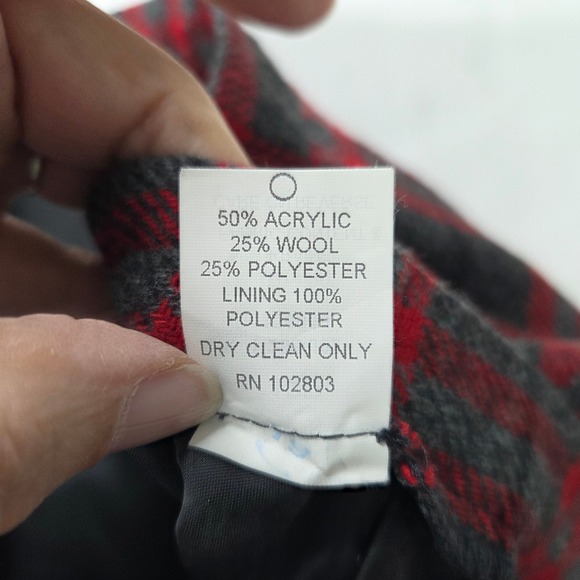 50% ACRYLIC
25% WOOL
25% POLYESTER
LINING 100%
POLYESTER
DRY CLEAN ONLY
RN 102803